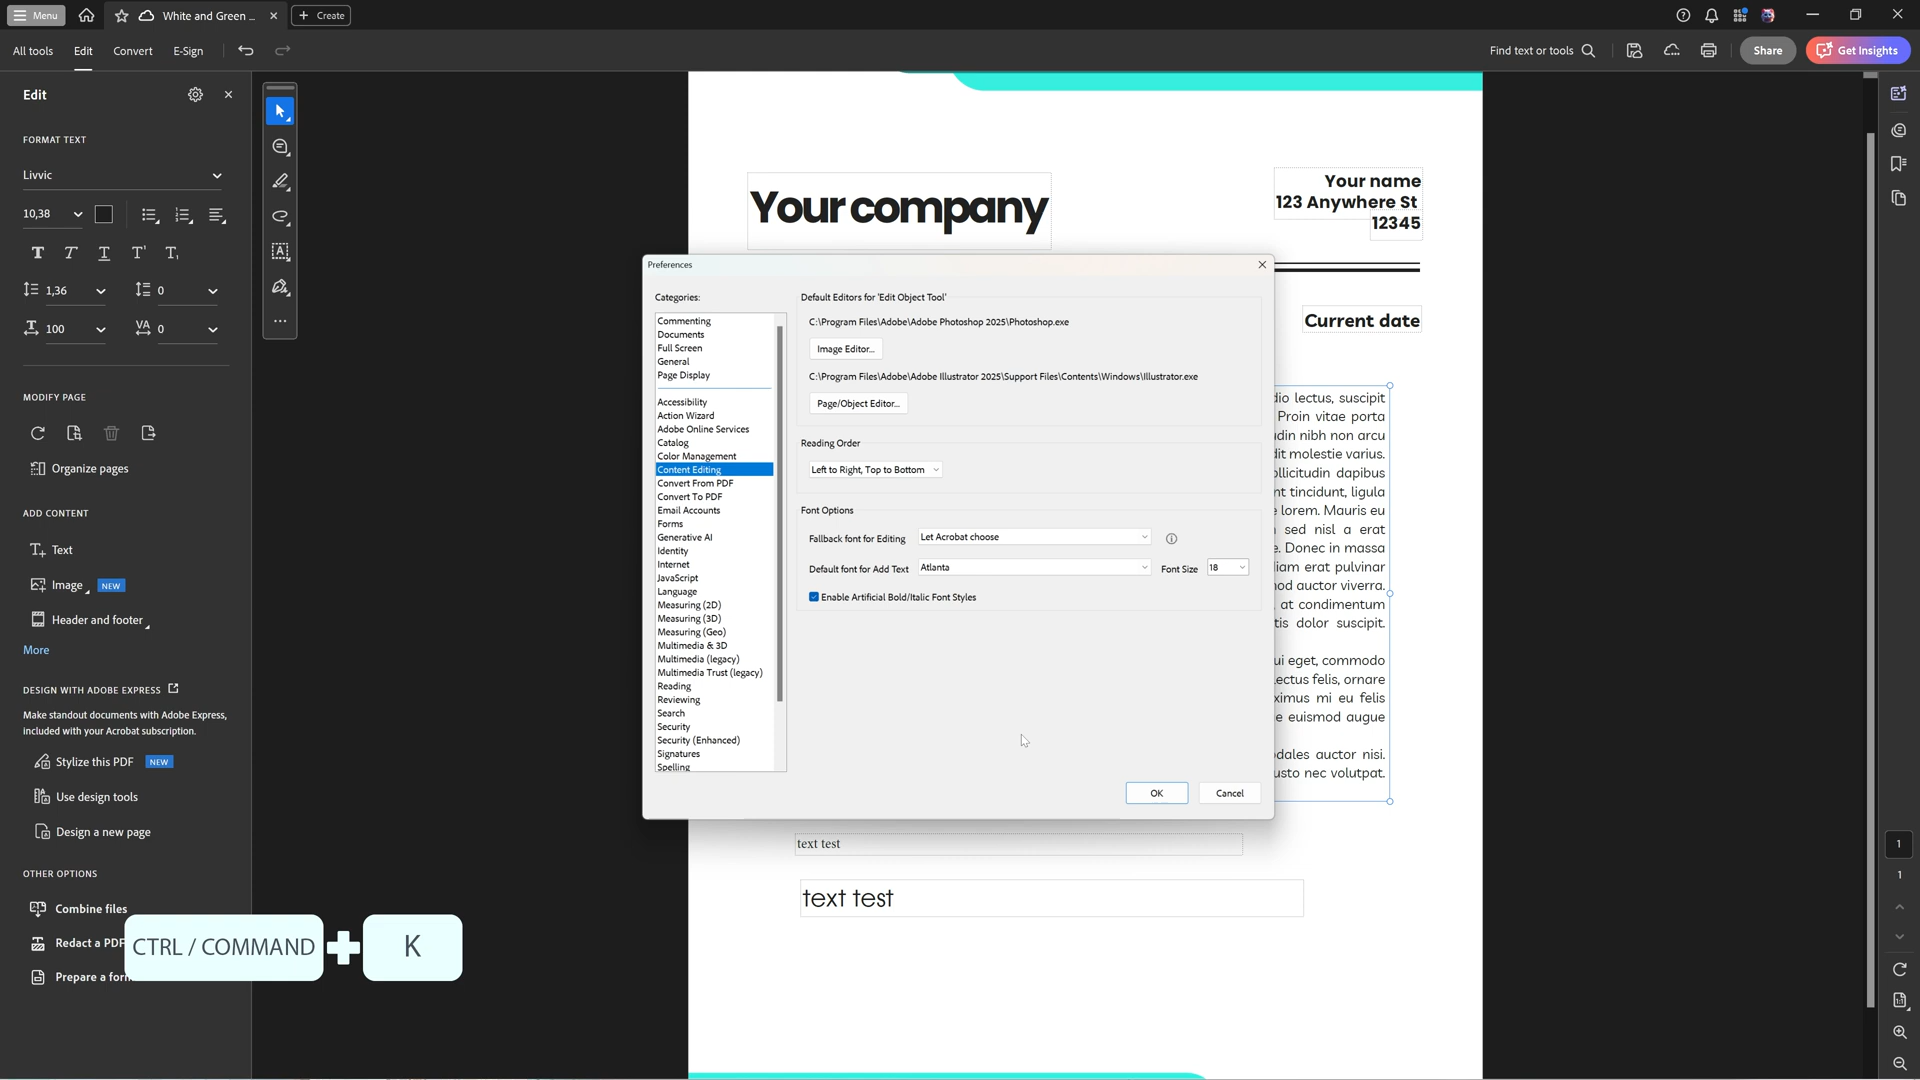 Menu
White and Green ...
Create
All tools
Edit
Convert
E-Sign
Find text or tools
Share
Get Insights
Edit
FORMAT TEXT
Livvic
10,38
1,36
0
100
0
MODIFY PAGE
Organize pages
ADD CONTENT
Text
Image
NEW
Header and footer
More
DESIGN WITH ADOBE EXPRESS
Make standout documents with Adobe Express,
included with your Acrobat subscription.
Stylize this PDF
NEW
Use design tools
Design a new page
OTHER OPTIONS
Combine files
Redact a PDF
Prepare a form
CTRL / COMMAND
K
Your company
Your name
123 Anywhere St
12345
Current date
Preferences
Categories:
Commenting
Documents
Full Screen
General
Page Display
Accessibility
Action Wizard
Adobe Online Services
Catalog
Color Management
Content Editing
Convert From PDF
Convert To PDF
Email Accounts
Forms
Generative AI
Identity
Internet
JavaScript
Language
Measuring (2D)
Measuring (3D)
Measuring (Geo)
Multimedia & 3D
Multimedia (legacy)
Multimedia Trust (legacy)
Reading
Reviewing
Search
Security
Security (Enhanced)
Signatures
Spelling
Default Editors for 'Edit Object Tool'
C:\Program Files\Adobe\Adobe Photoshop 2025\Photoshop.exe
Image Editor...
C:\Program Files\Adobe\Adobe Illustrator 2025\Support Files\Contents\Windows\Illustrator.exe
Page/Object Editor...
Reading Order
Left to Right, Top to Bottom
Font Options
Fallback font for Editing
Let Acrobat choose
Default font for Add Text
Atlanta
Font Size
18
Enable Artificial Bold/Italic Font Styles
OK
Cancel
lectus, suscipit
Proin vitae porta
nibh non arcu
molestie varius.
dapibus
tincidunt, ligula
lorem. Mauris eu
sed nisl a erat
Donec in massa
erat pulvinar
auctor viverra.
at condimentum
dolor suscipit.
eget, commodo
felis, ornare
mi eu felis
euismod augue
auctor nisi.
nec volutpat.
text test
text test
1
1